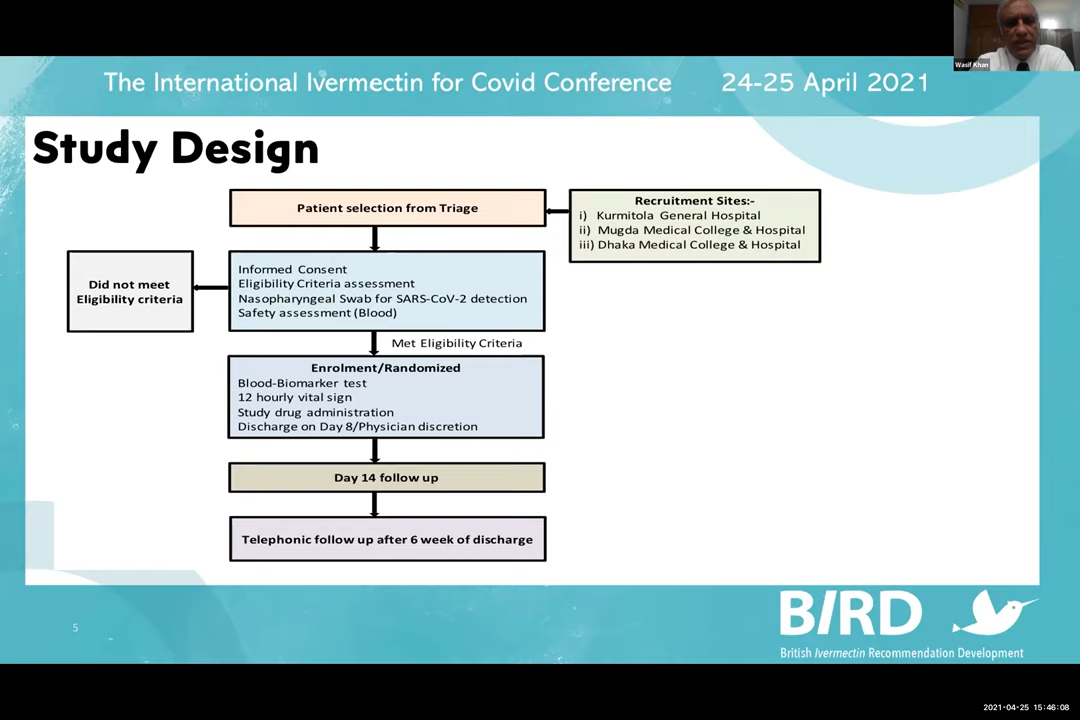 Wasif Khan
The International Ivermectin for Covid Conference 24-25 April 2021
Study Design
Patient selection from Triage
Recruitment Sites:-
i) Kurmitola General Hospital
ii) Mugda Medical College & Hospital
iii) Dhaka Medical College & Hospital
Did not meet
Eligibility criteria
Informed Consent
Eligibility Criteria assessment
Nasopharyngeal Swab for SARS-CoV-2 detection
Safety assessment (Blood)
Met Eligibility Criteria
Enrolment/Randomized
Blood-Biomarker test
12 hourly vital sign
Study drug administration
Discharge on Day 8/Physician discretion
Day 14 follow up
Telephonic follow up after 6 week of discharge
5
BIRD
British Ivermectin Recommendation Development
2021-04-25 15:46:08